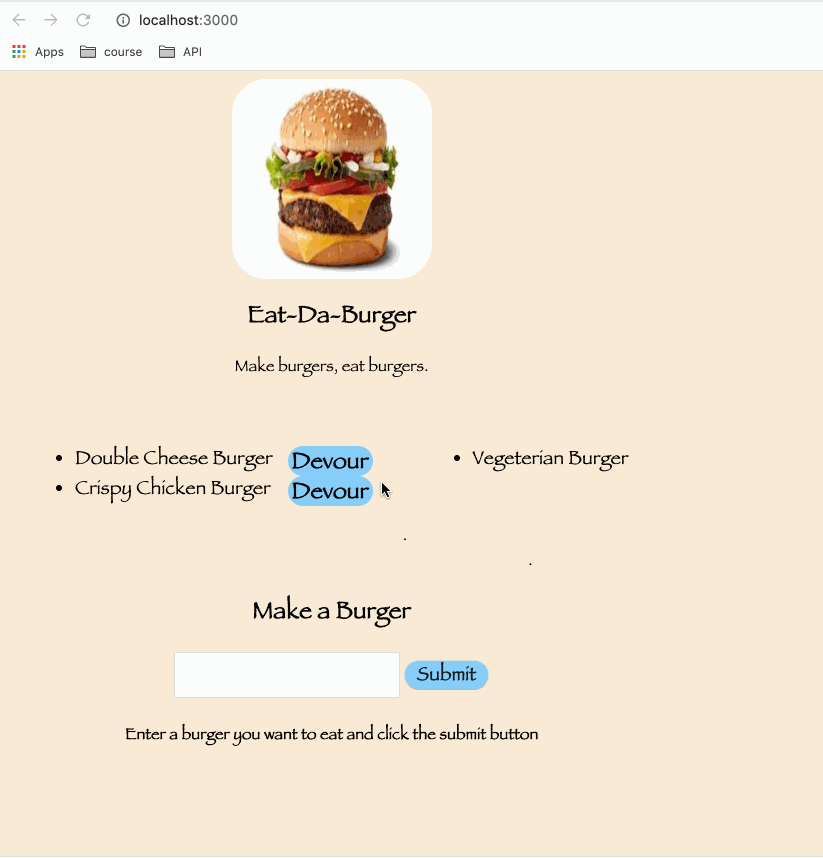 localhost:3000
Apps course API
Eat-Da-Burger
Make burgers, eat burgers.
Double Cheese Burger Devour
Crispy Chicken Burger Devour
Vegeterian Burger
.
.
Make a Burger
Submit
Enter a burger you want to eat and click the submit button